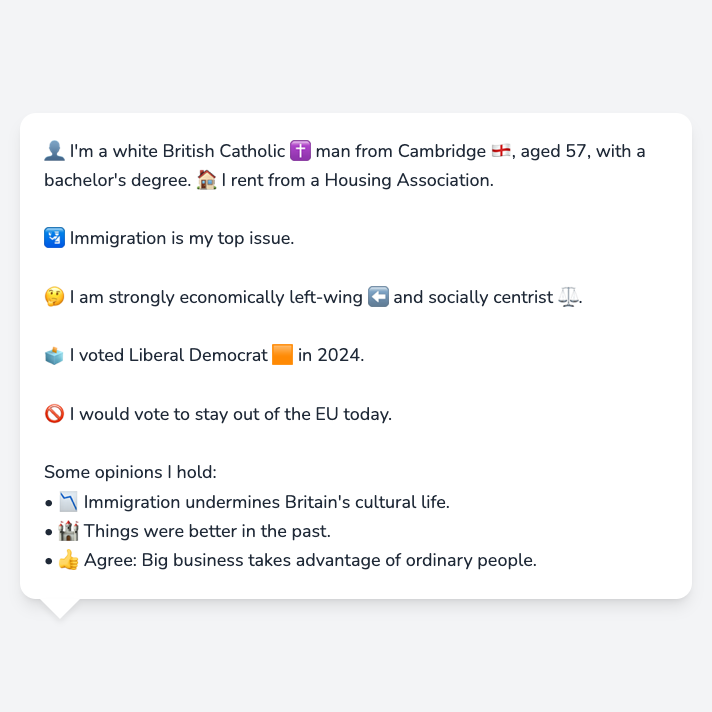 👤 I'm a white British Catholic ✝️ man from Cambridge 🏴󠁧󠁢󠁥󠁮󠁧󠁿, aged 57, with a
bachelor's degree. 🏠 I rent from a Housing Association.
🛂 Immigration is my top issue.
🤔 I am strongly economically left-wing ⬅️ and socially centrist ⚖️.
🗳️ I voted Liberal Democrat 🟧 in 2024.
🚫 I would vote to stay out of the EU today.
Some opinions I hold:
• 📉 Immigration undermines Britain's cultural life.
• 🏰 Things were better in the past.
• 👍 Agree: Big business takes advantage of ordinary people.